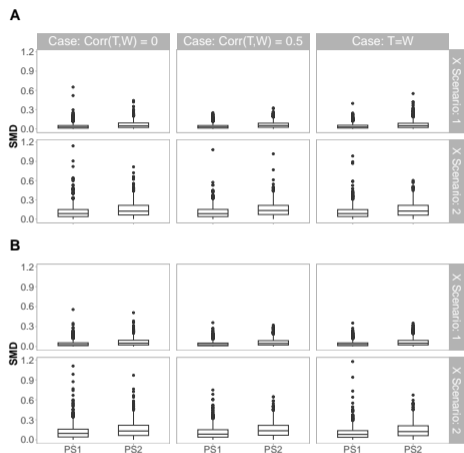 A
Case: Corr(T,W) = 0
Case: Corr(T,W) = 0.5
Case: T=W
1.2
0.9
0.6
0.3
0.0
X Scenario: 1
SMD
1.2
0.9
0.6
0.3
0.0
X Scenario: 2
B
1.2
0.9
0.6
0.3
0.0
X Scenario: 1
SMD
1.2
0.9
0.6
0.3
0.0
X Scenario: 2
PS1
PS2
PS1
PS2
PS1
PS2